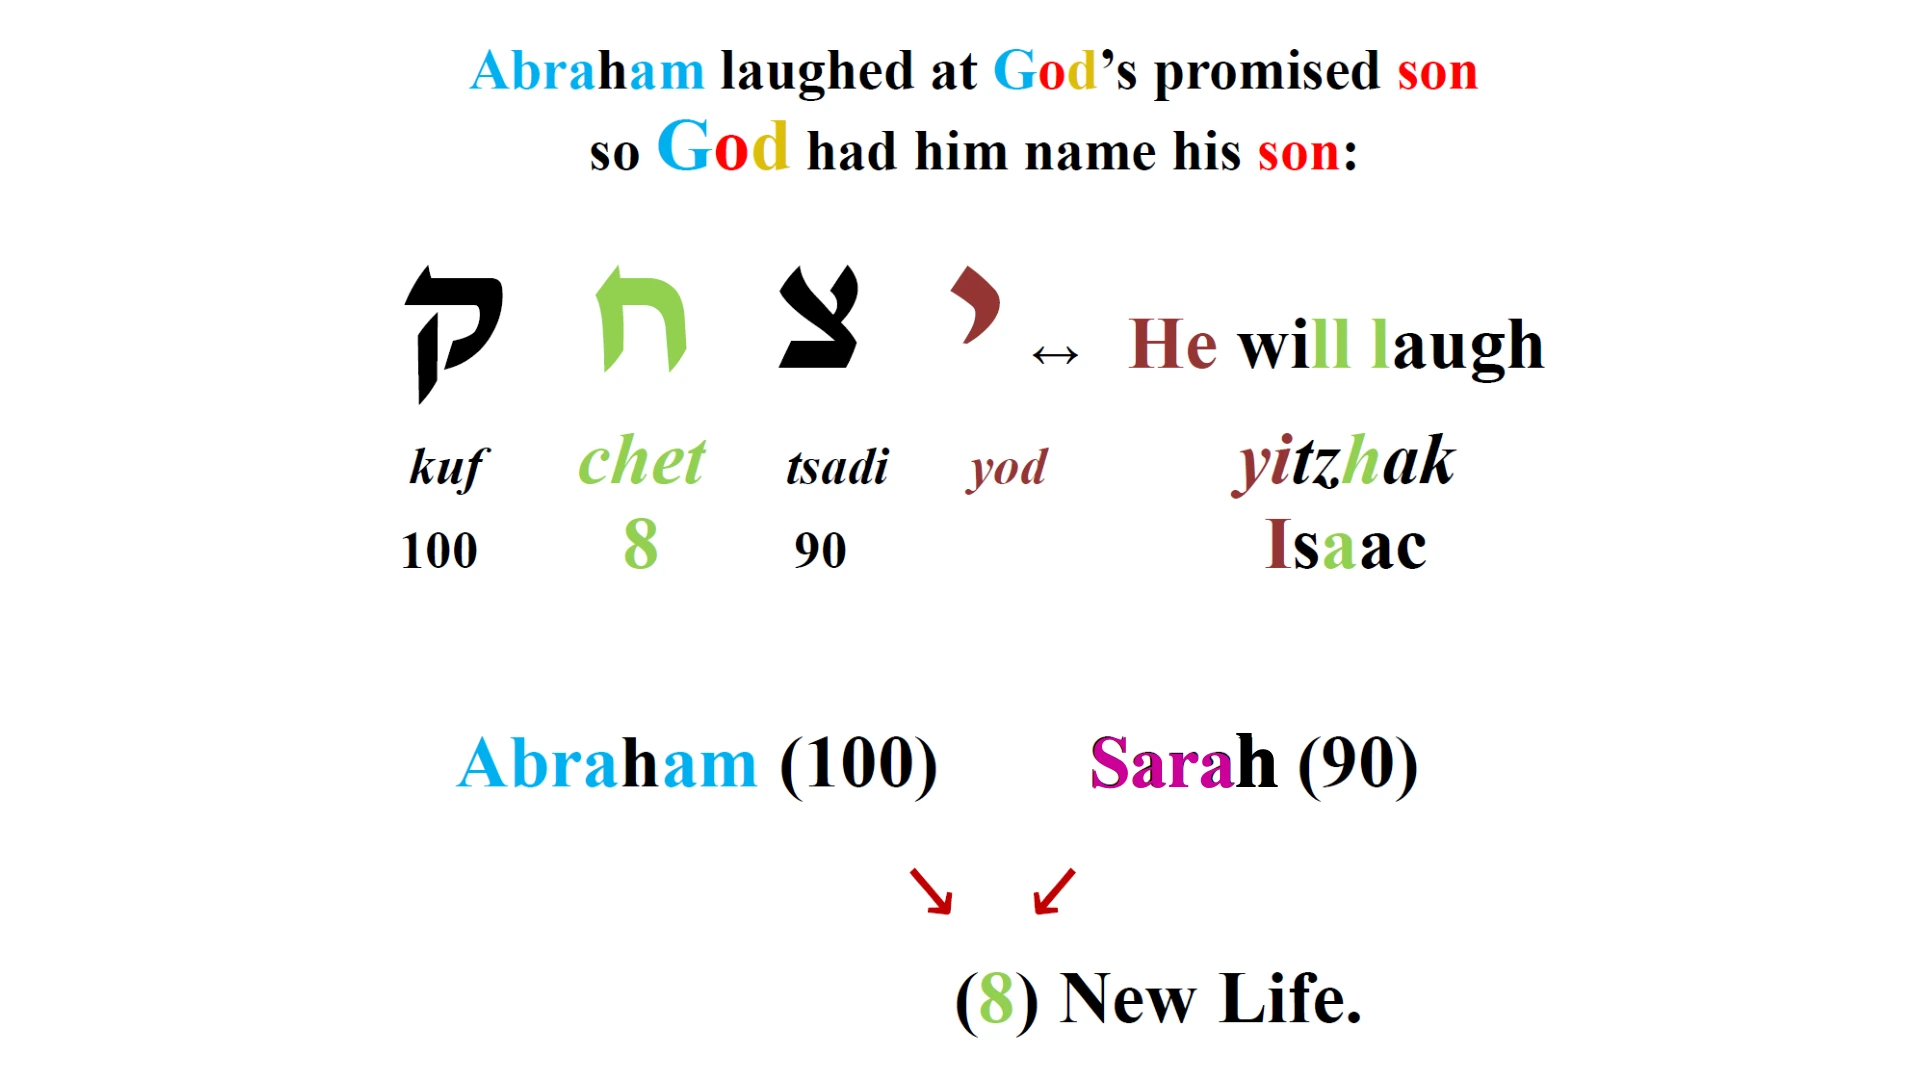 Abraham laughed at God’s promised son
so God had him name his son:
יצחק ↔ He will laugh
kuf chet tsadi yod yitzhak
100 8 90 Isaac
Abraham (100) Sarah (90)
↘ ↙
(8) New Life.